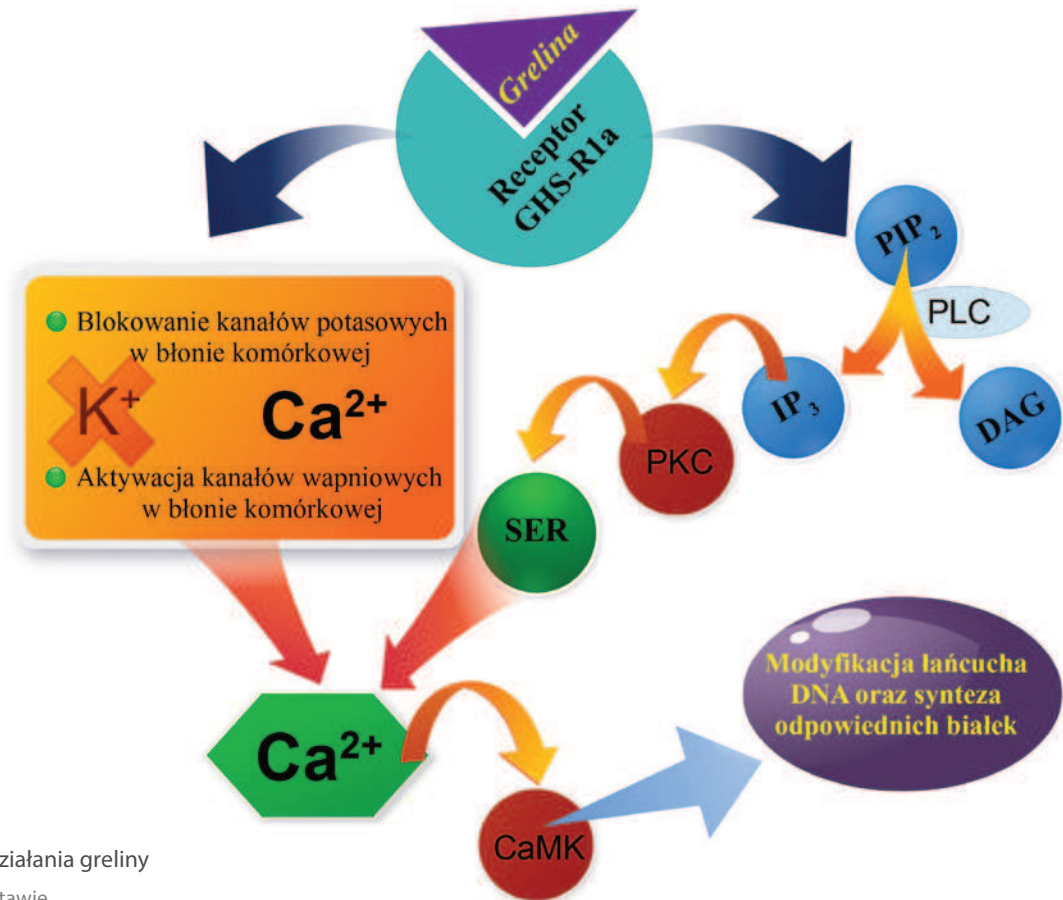 Grelina
Receptor
GHS-R1a
PIP₂
PLC
Blokowanie kanałów potasowych
w błonie komórkowej
K⁺
Ca²⁺
Aktywacja kanałów wapniowych
w błonie komórkowej
IP₃
DAG
PKC
SER
Modyfikacja łańcucha
DNA oraz synteza
odpowiednich białek
Ca²⁺
CaMK
ziałania greliny